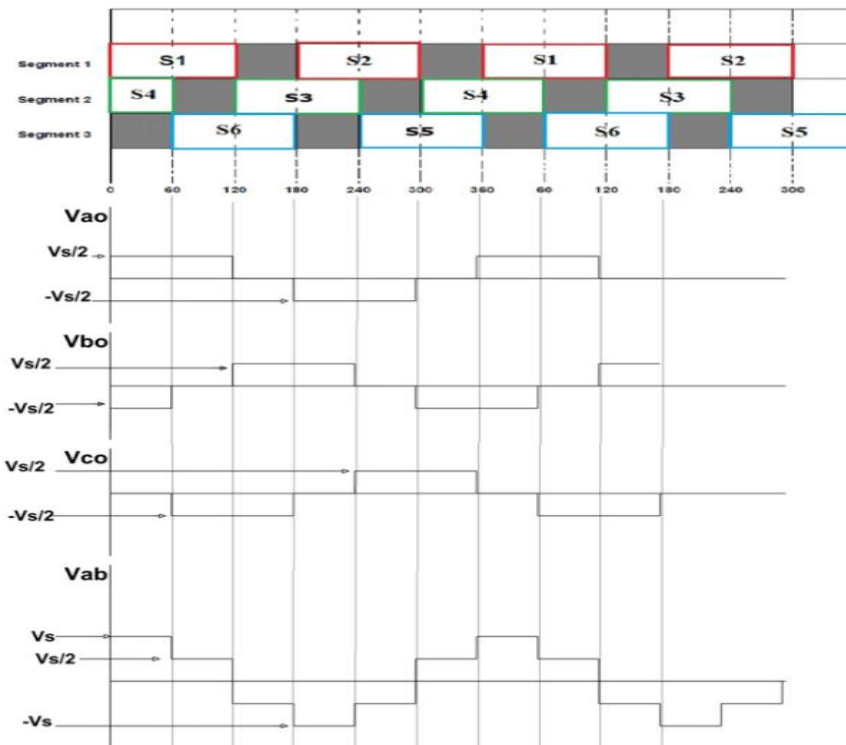 Segment 1 S1 S2 S1 S2
Segment 2 S4 S3 S4 S3
Segment 3 S6 S5 S6 S5
0 60 120 180 240 300 360 60 120 180 240 300
Vao
Vs/2
-Vs/2
Vbo
Vs/2
-Vs/2
Vco
Vs/2
-Vs/2
Vab
Vs
Vs/2
-Vs